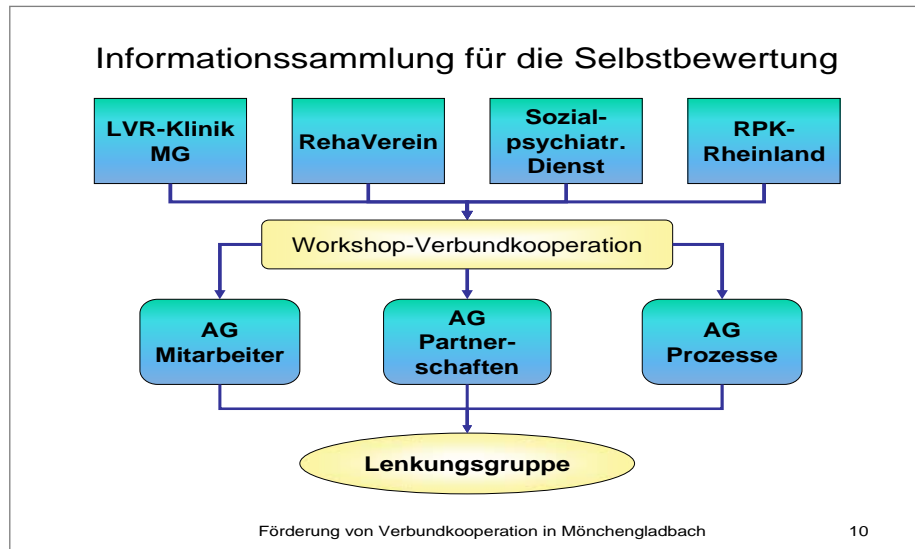 Informationssammlung für die Selbstbewertung
LVR-Klinik
MG
RehaVerein
Sozial-
psychiatr.
Dienst
RPK-
Rheinland
Workshop-Verbundkooperation
AG
Mitarbeiter
AG
Partner-
schaften
AG
Prozesse
Lenkungsgruppe
Förderung von Verbundkooperation in Mönchengladbach
10